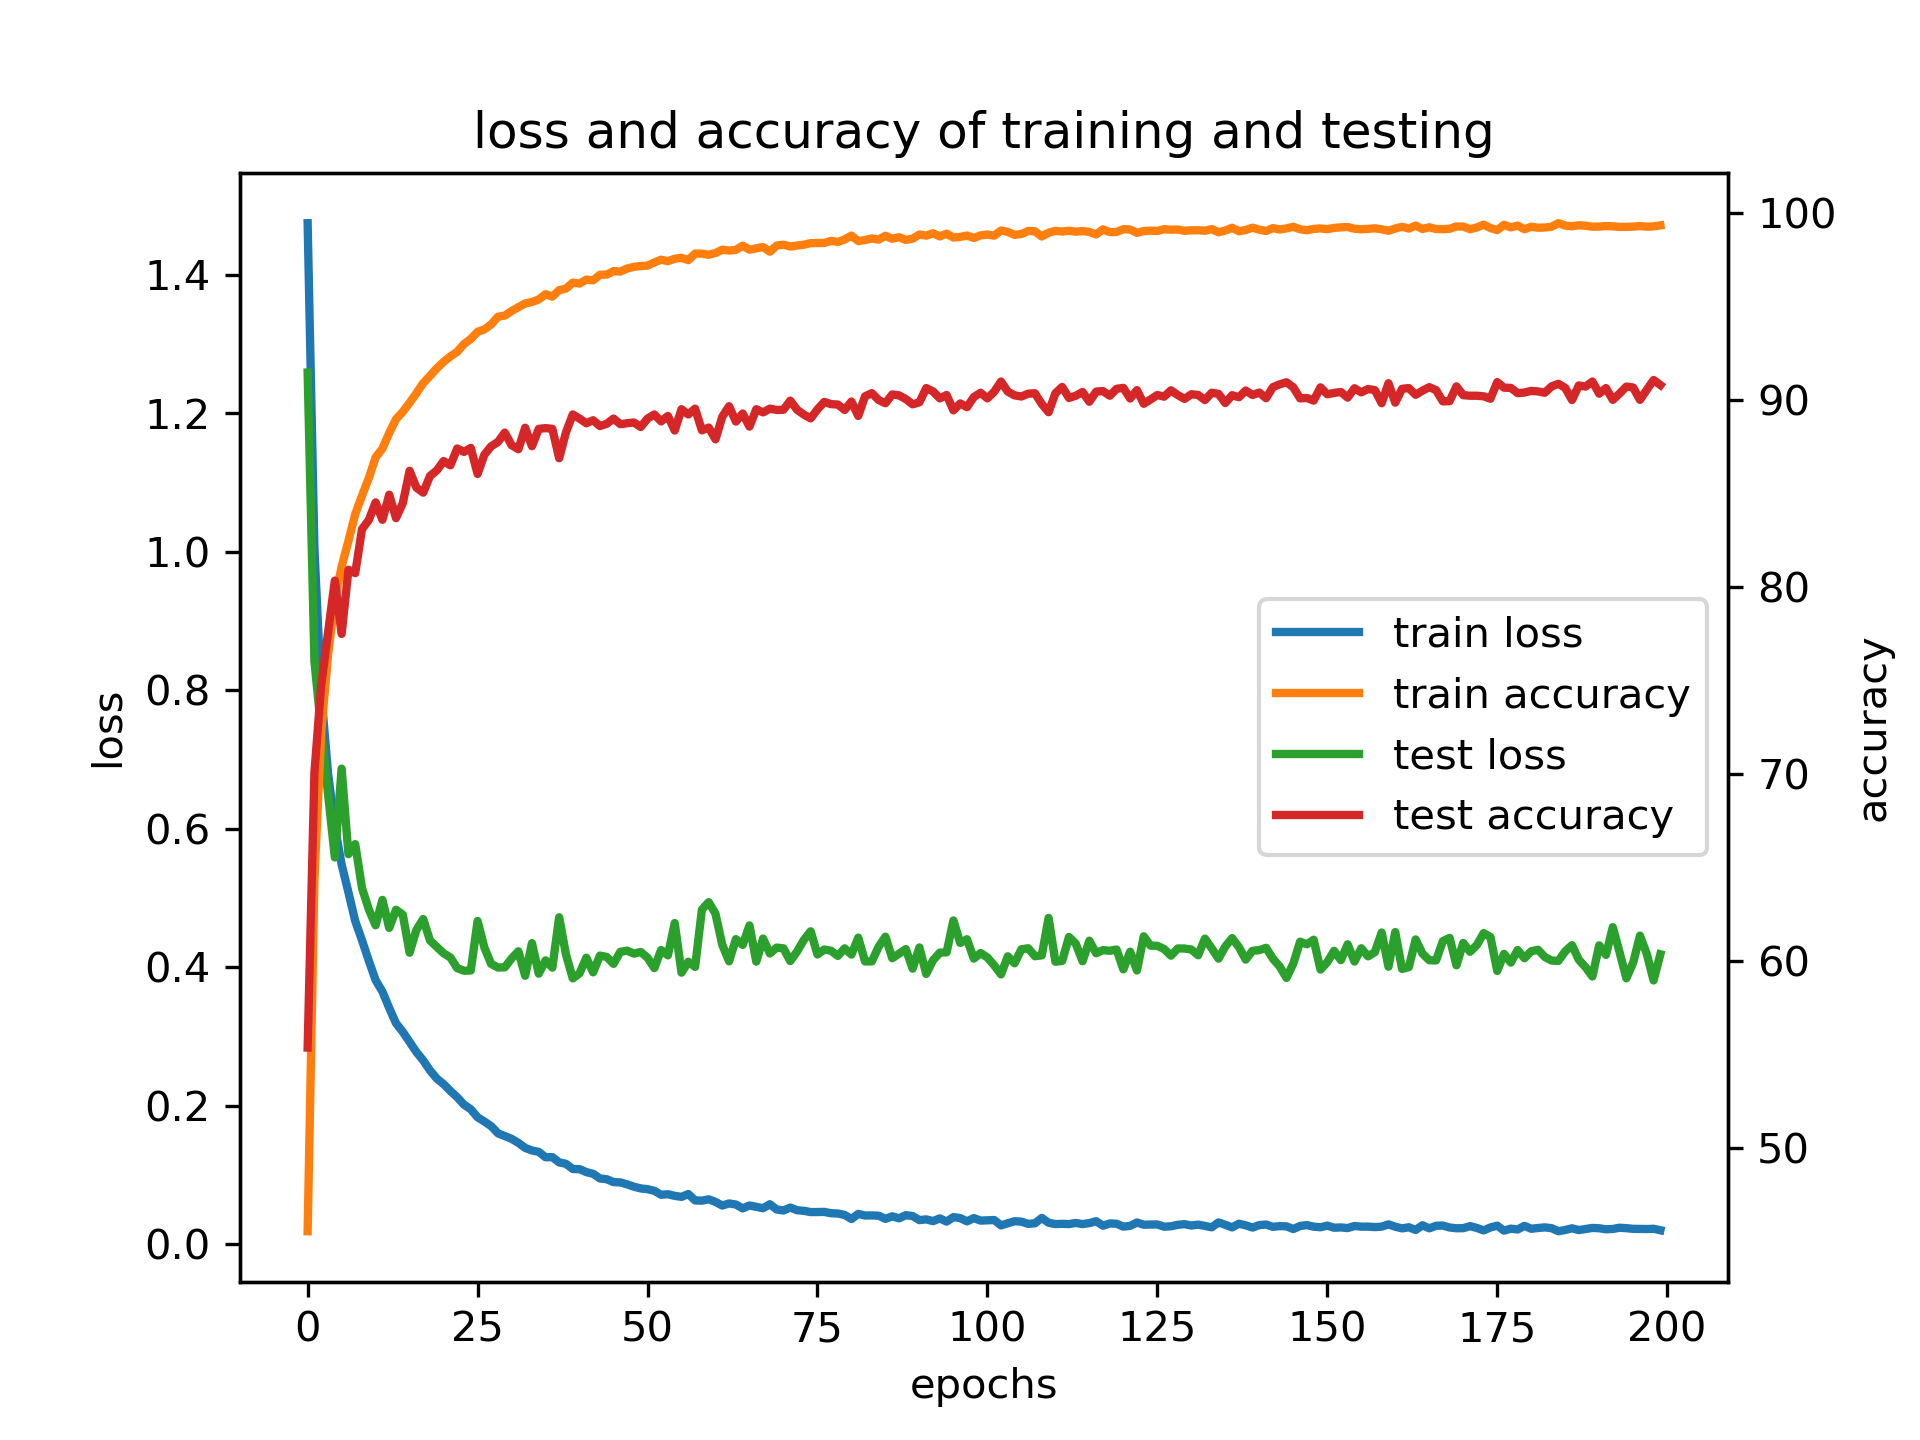 loss and accuracy of training and testing
1.4
1.2
1.0
0.8
0.6
0.4
0.2
0.0
loss
100
90
80
70
60
50
accuracy
train loss
train accuracy
test loss
test accuracy
0 25 50 75 100 125 150 175 200
epochs